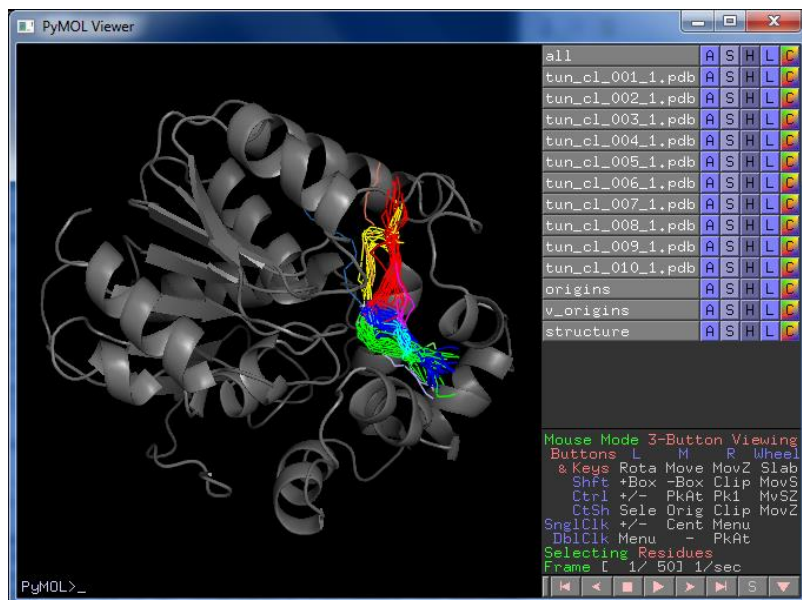 PyMOL Viewer
all A S H L C
tun_cl_001_1.pdb A S H L C
tun_cl_002_1.pdb A S H L C
tun_cl_003_1.pdb A S H L C
tun_cl_004_1.pdb A S H L C
tun_cl_005_1.pdb A S H L C
tun_cl_006_1.pdb A S H L C
tun_cl_007_1.pdb A S H L C
tun_cl_008_1.pdb A S H L C
tun_cl_009_1.pdb A S H L C
tun_cl_010_1.pdb A S H L C
origins A S H L C
v_origins A S H L C
structure A S H L C
Mouse Mode 3-Button Viewing
Buttons L M R Wheel
& Keys Rota Move MovZ Slab
Shft +Box -Box Clip MovS
Ctrl +/- PkAt Pk1 MvSZ
CtSh Sele Orig Clip MovZ
SnglClk +/- Cent Menu
DblClk Menu - PkAt
Selecting Residues
Frame [ 1/ 50] 1/sec
PyMOL>_
S